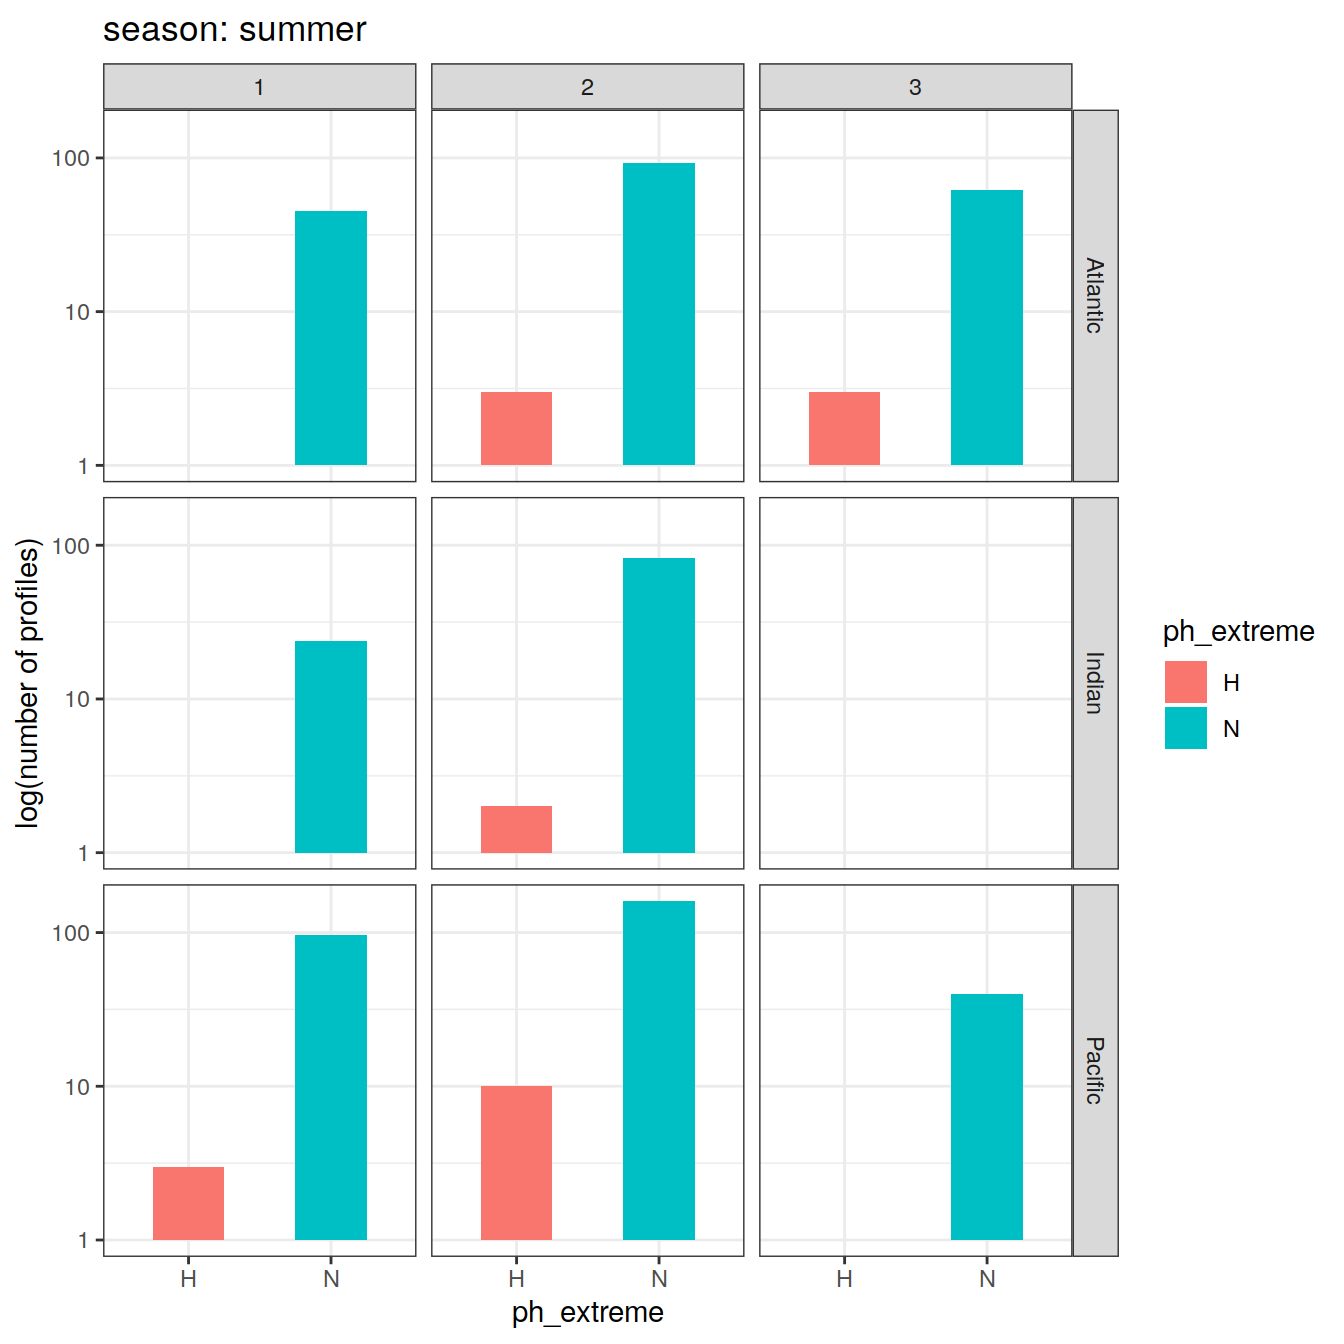 season: summer
1
2
3
100
10
1
Atlantic
log(number of profiles)
100
10
1
Indian
100
10
1
Pacific
H
N
H
N
H
N
ph_extreme
ph_extreme
H
N